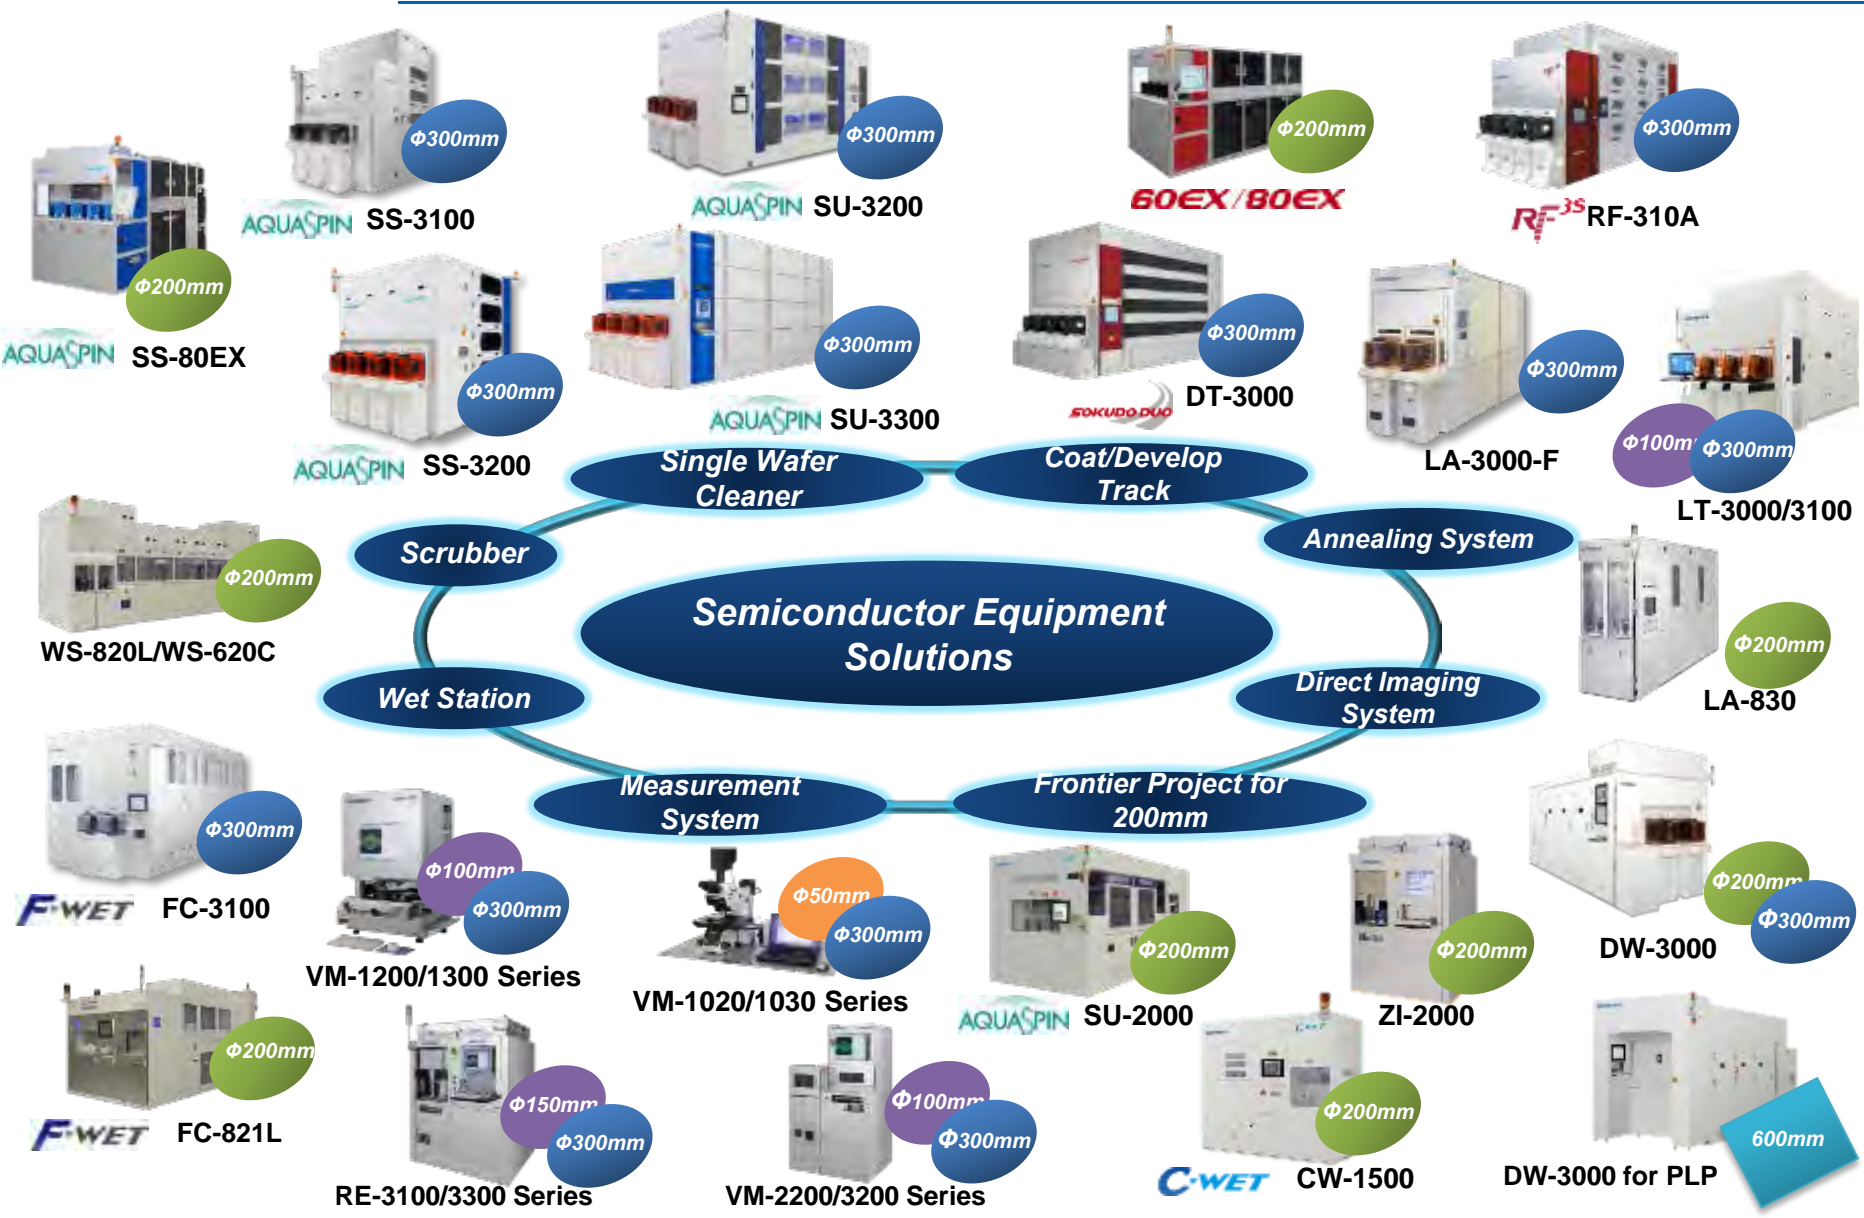 Φ300mm
AQUASPIN SS-3100
Φ300mm
AQUASPIN SU-3200
Φ200mm
60EX/80EX
Φ300mm
RF3S RF-310A
Φ200mm
AQUASPIN SS-80EX
Φ300mm
AQUASPIN SS-3200
Φ300mm
AQUASPIN SU-3300
Φ300mm
SOKUDO DUO DT-3000
Φ300mm
LA-3000-F
Φ100mm
Φ300mm
LT-3000/3100
Single Wafer
Cleaner
Coat/Develop
Track
Scrubber
Annealing System
Semiconductor Equipment
Solutions
Wet Station
Direct Imaging
System
Measurement
System
Frontier Project for
200mm
Φ200mm
WS-820L/WS-620C
Φ200mm
LA-830
Φ300mm
F-WET FC-3100
Φ100mm
Φ300mm
VM-1200/1300 Series
Φ50mm
Φ300mm
VM-1020/1030 Series
Φ200mm
AQUASPIN SU-2000
Φ200mm
ZI-2000
Φ200mm
Φ300mm
DW-3000
Φ200mm
F-WET FC-821L
Φ150mm
Φ300mm
RE-3100/3300 Series
Φ100mm
Φ300mm
VM-2200/3200 Series
C-WET
Φ200mm
C-WET CW-1500
600mm
DW-3000 for PLP